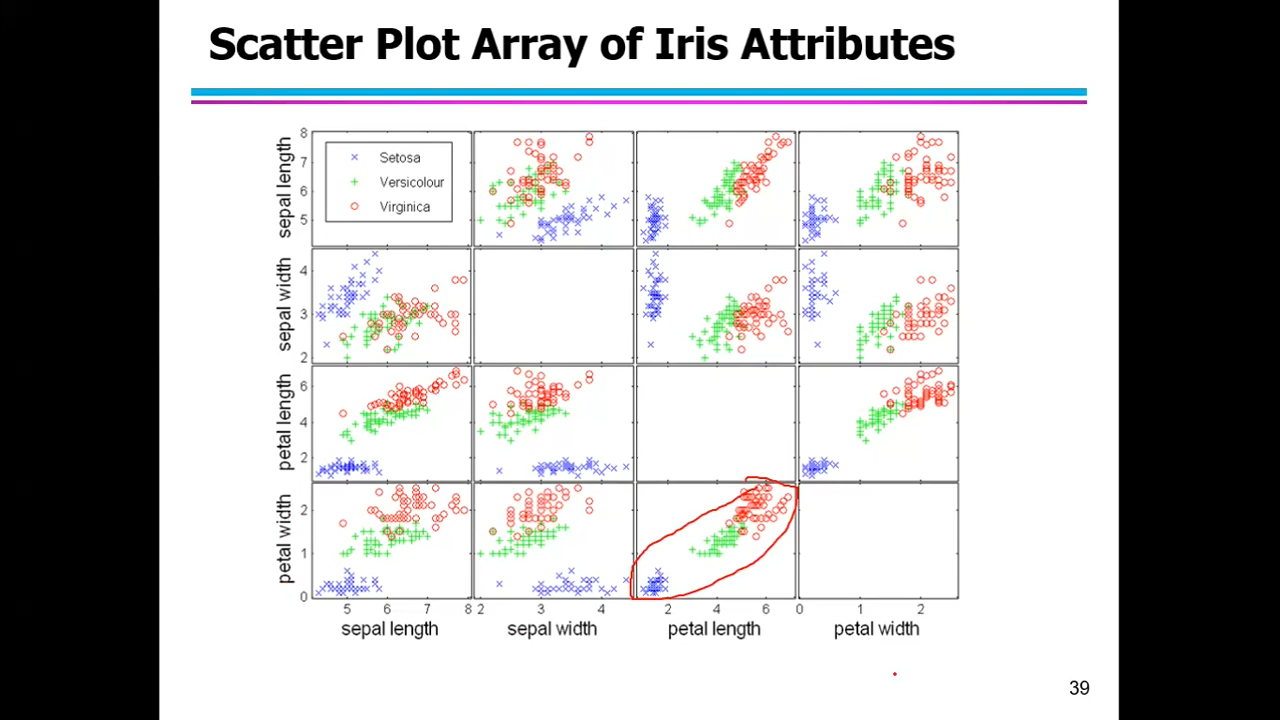 Scatter Plot Array of Iris Attributes
sepal length
8
7
6
5
Setosa
Versicolour
Virginica
sepal width
4
3
2
petal length
6
4
2
petal width
2
1
0
5 6 7 8 2 3 4 2 4 6 0 1 2
sepal length sepal width petal length petal width
39